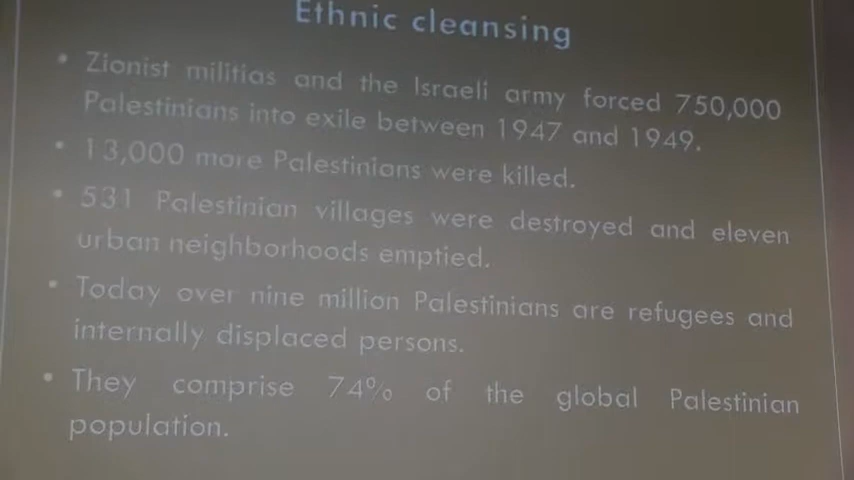 Ethnic cleansing
• Zionist militias and the Israeli army forced 750,000
Palestinians into exile between 1947 and 1949.
• 13,000 more Palestinians were killed.
• 531 Palestinian villages were destroyed and eleven
urban neighborhoods emptied.
• Today over nine million Palestinians are refugees and
internally displaced persons.
• They comprise 74% of the global Palestinian
population.